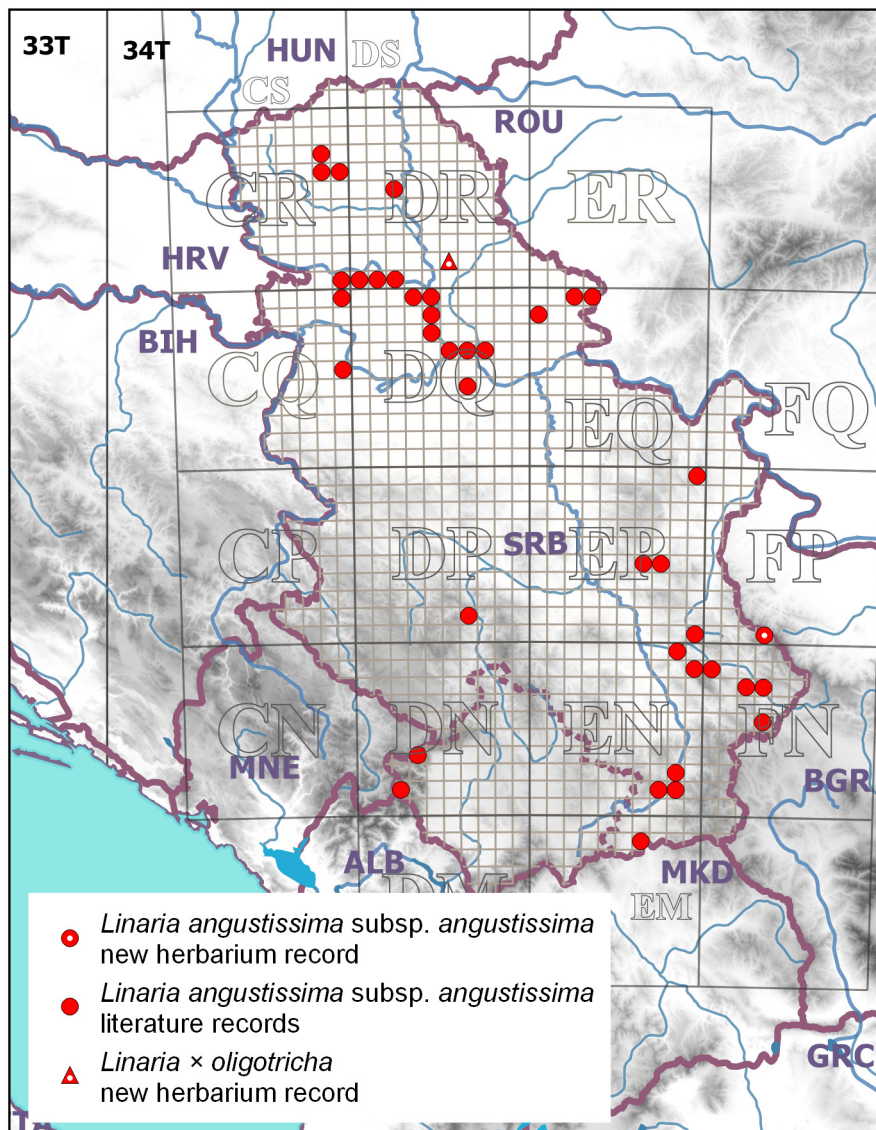 33T
34T
HUN
DS
CS
ROU
CR
DR
ER
HRV
BIH
CQ
DQ
EQ
FQ
CP
DP
SRB
EP
FP
CN
DN
EN
FN
MNE
BGR
ALB
MKD
DM
EM
Linaria angustissima subsp. angustissima
new herbarium record
Linaria angustissima subsp. angustissima
literature records
Linaria × oligotricha
new herbarium record
GRC